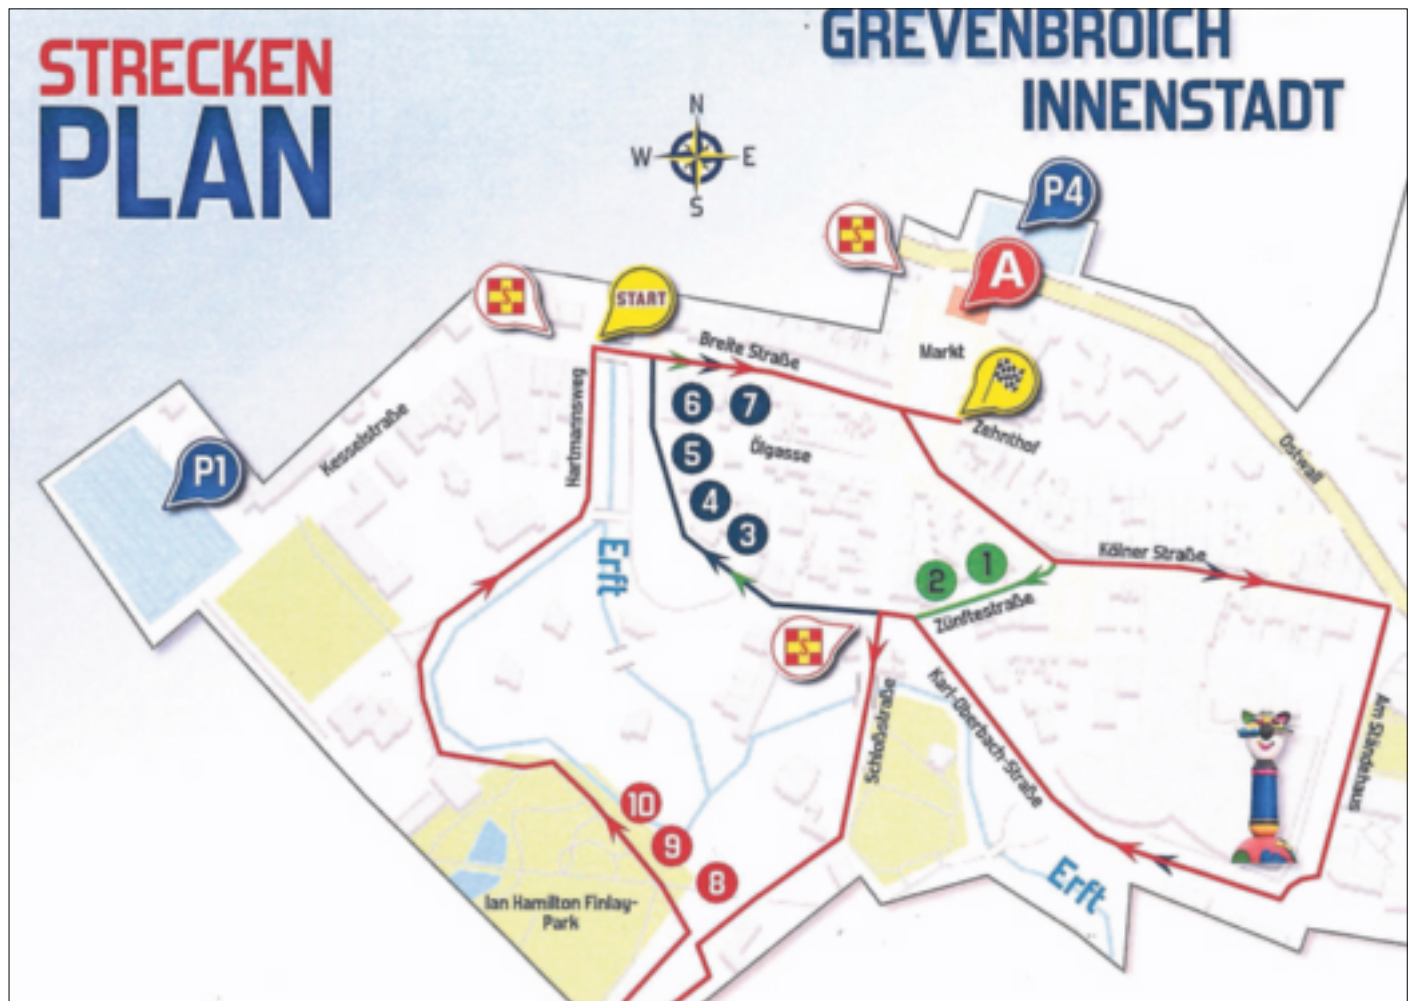 STRECKEN
PLAN
GREVENBROICH
INNENSTADT
N
W
E
S
P4
S
A
S
START
Breite Straße
Markt
Hartmannsweg
Kesselstraße
6
7
Zehnthof
Ostwall
P1
5
Ölgasse
4
3
Erft
Kölner Straße
1
2
Zünftestraße
S
Karl-Oberbach-Straße
Schloßstraße
Am Ständehaus
10
9
8
Erft
Ian Hamilton Finlay-
Park